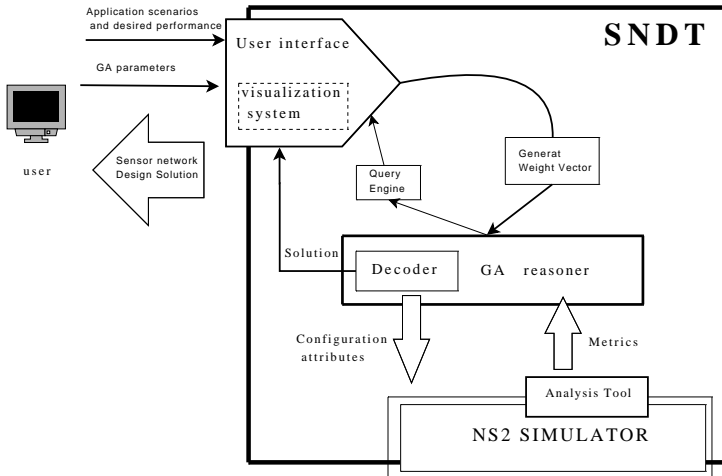 Application scenarios
and desired performance
SNDT
User interface
GA parameters
visualization
system
user
Sensor network
Design Solution
Query
Engine
Generat
Weight Vector
Solution
Decoder
GA reasoner
Configuration
attributes
Metrics
Analysis Tool
NS2 SIMULATOR